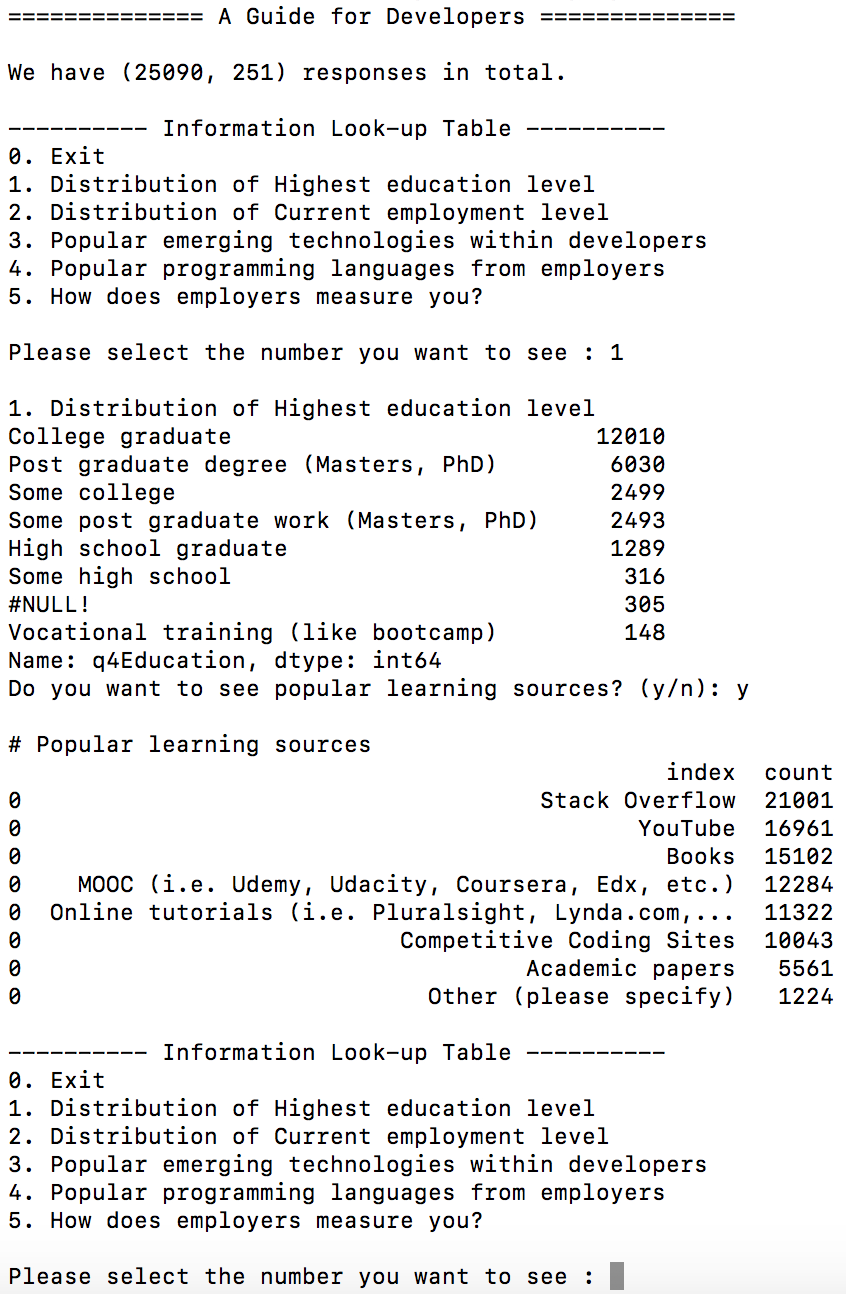 ============== A Guide for Developers ==============
We have (25090, 251) responses in total.
---------- Information Look-up Table ----------
0. Exit
1. Distribution of Highest education level
2. Distribution of Current employment level
3. Popular emerging technologies within developers
4. Popular programming languages from employers
5. How does employers measure you?
Please select the number you want to see : 1
1. Distribution of Highest education level
College graduate                          12010
Post graduate degree (Masters, PhD)        6030
Some college                               2499
Some post graduate work (Masters, PhD)     2493
High school graduate                       1289
Some high school                            316
#NULL!                                      305
Vocational training (like bootcamp)         148
Name: q4Education, dtype: int64
Do you want to see popular learning sources? (y/n): y
# Popular learning sources
                                               index  count
0                                     Stack Overflow  21001
0                                            YouTube  16961
0                                              Books  15102
0    MOOC (i.e. Udemy, Udacity, Coursera, Edx, etc.)  12284
0  Online tutorials (i.e. Pluralsight, Lynda.com,...  11322
0                           Competitive Coding Sites  10043
0                                    Academic papers   5561
0                             Other (please specify)   1224
---------- Information Look-up Table ----------
0. Exit
1. Distribution of Highest education level
2. Distribution of Current employment level
3. Popular emerging technologies within developers
4. Popular programming languages from employers
5. How does employers measure you?
Please select the number you want to see :